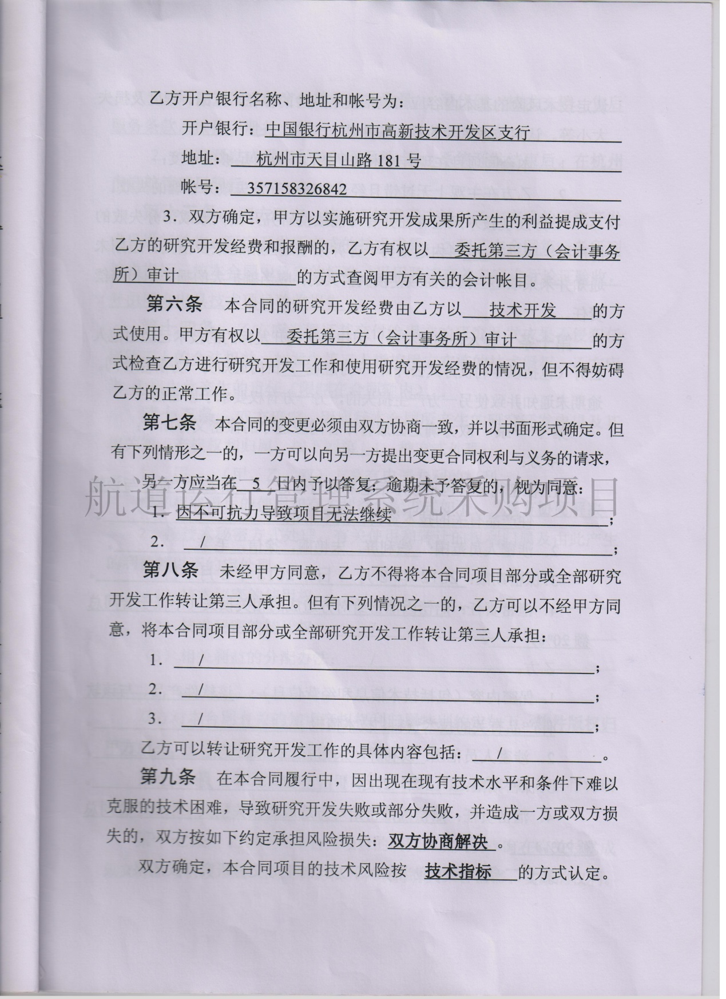 乙方开户银行名称、地址和帐号为：
开户银行：中国银行杭州市高新技术开发区支行
地址： 杭州市天目山路 181 号
帐号： 357158326842
3．双方确定，甲方以实施研究开发成果所产生的利益提成支付
乙方的研究开发经费和报酬的，乙方有权以 委托第三方（会计事务
所）审计 的方式查阅甲方有关的会计帐目。
第六条 本合同的研究开发经费由乙方以 技术开发 的方
式使用。甲方有权以 委托第三方（会计事务所）审计 的方
式检查乙方进行研究开发工作和使用研究开发经费的情况，但不得妨碍
乙方的正常工作。
第七条 本合同的变更必须由双方协商一致，并以书面形式确定。但
有下列情形之一的，一方可以向另一方提出变更合同权利与义务的请求，
另一方应当在 5 日内予以答复；逾期未予答复的，视为同意：
航道运行管理系统采购项目
1．因不可抗力导致项目无法继续 ；
2． / ；
第八条 未经甲方同意，乙方不得将本合同项目部分或全部研究
开发工作转让第三人承担。但有下列情况之一的，乙方可以不经甲方同
意，将本合同项目部分或全部研究开发工作转让第三人承担：
1． / ；
2． / ；
3． / ；
乙方可以转让研究开发工作的具体内容包括： / 。
第九条 在本合同履行中，因出现在现有技术水平和条件下难以
克服的技术困难，导致研究开发失败或部分失败，并造成一方或双方损
失的，双方按如下约定承担风险损失：双方协商解决 。
双方确定，本合同项目的技术风险按 技术指标 的方式认定。